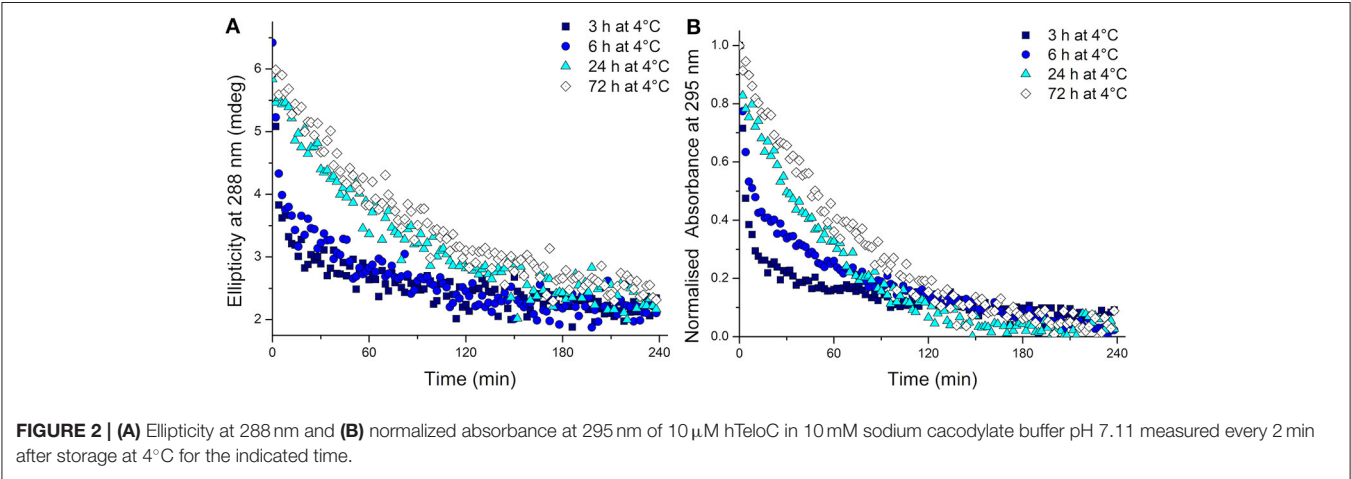 A
3 h at 4°C
6 h at 4°C
24 h at 4°C
72 h at 4°C
Ellipticity at 288 nm (mdeg)
6
5
4
3
2
0
60
120
180
240
Time (min)
B
3 h at 4°C
6 h at 4°C
24 h at 4°C
72 h at 4°C
Normalised Absorbance at 295 nm
1.0
0.8
0.6
0.4
0.2
0.0
0
60
120
180
240
Time (min)
FIGURE 2 | (A) Ellipticity at 288 nm and (B) normalized absorbance at 295 nm of 10 μM hTeloC in 10 mM sodium cacodylate buffer pH 7.11 measured every 2 min
after storage at 4°C for the indicated time.